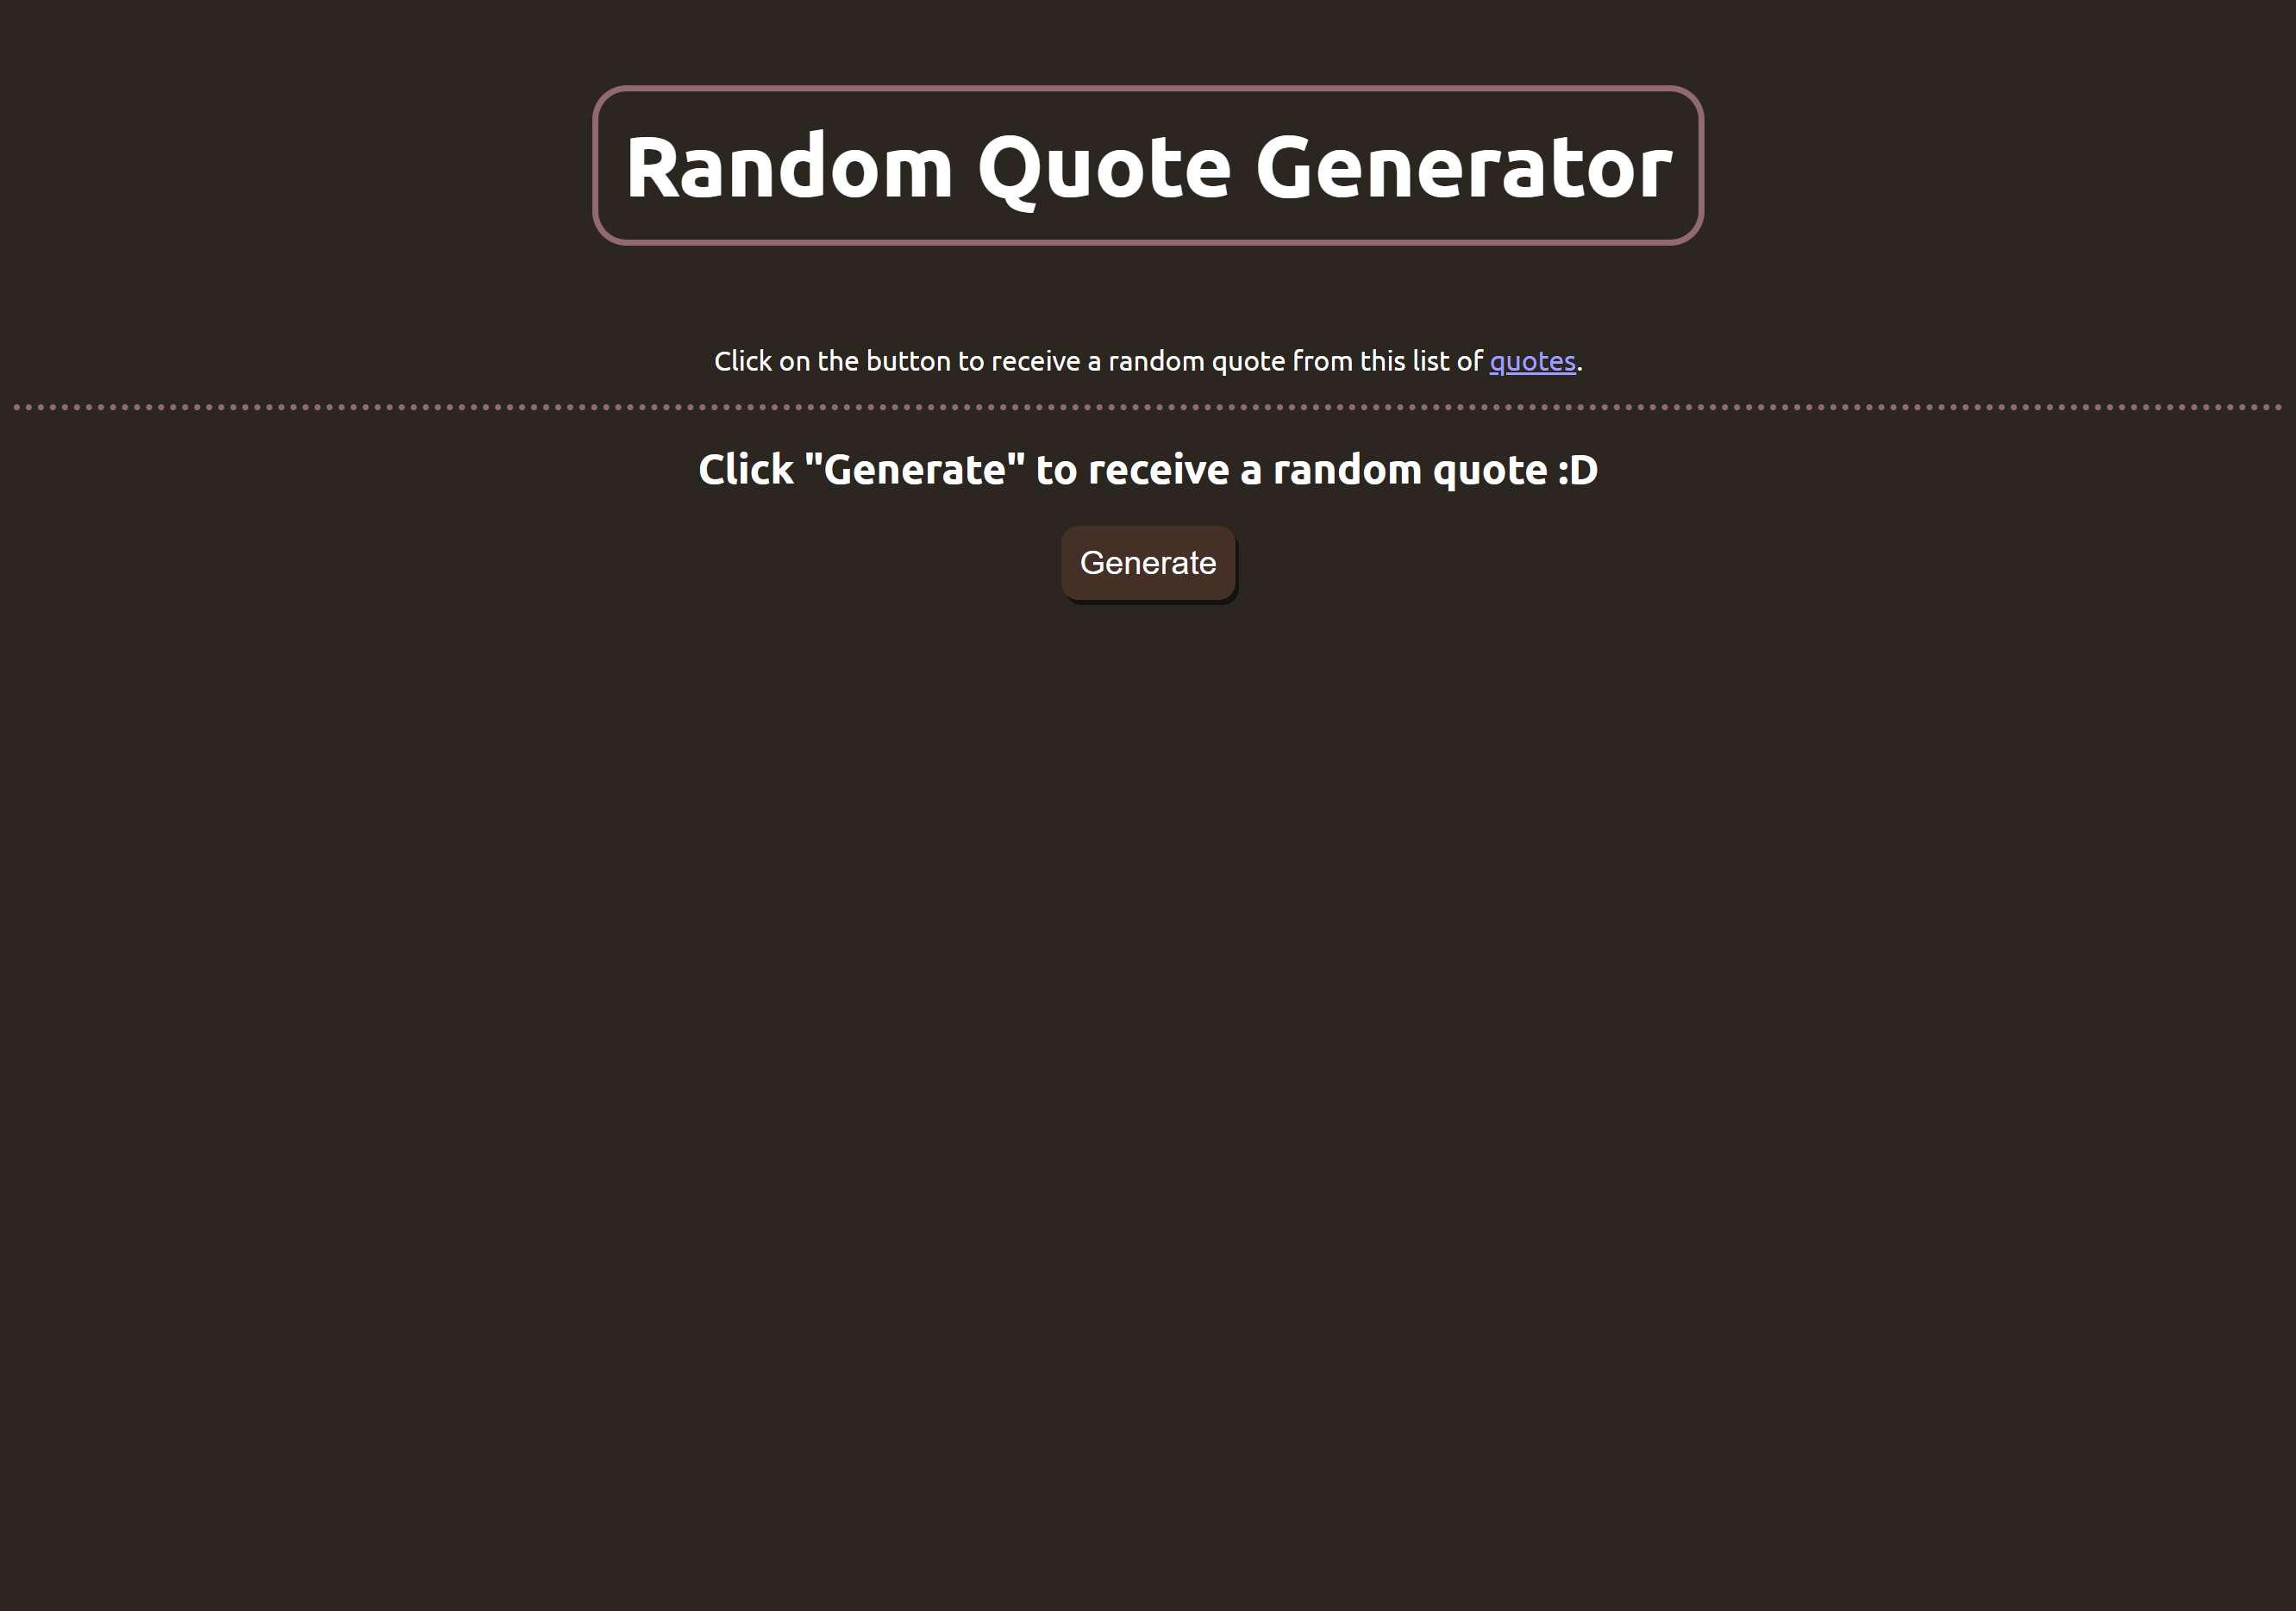 Random Quote Generator
Click on the button to receive a random quote from this list of quotes.
Click "Generate" to receive a random quote :D
Generate